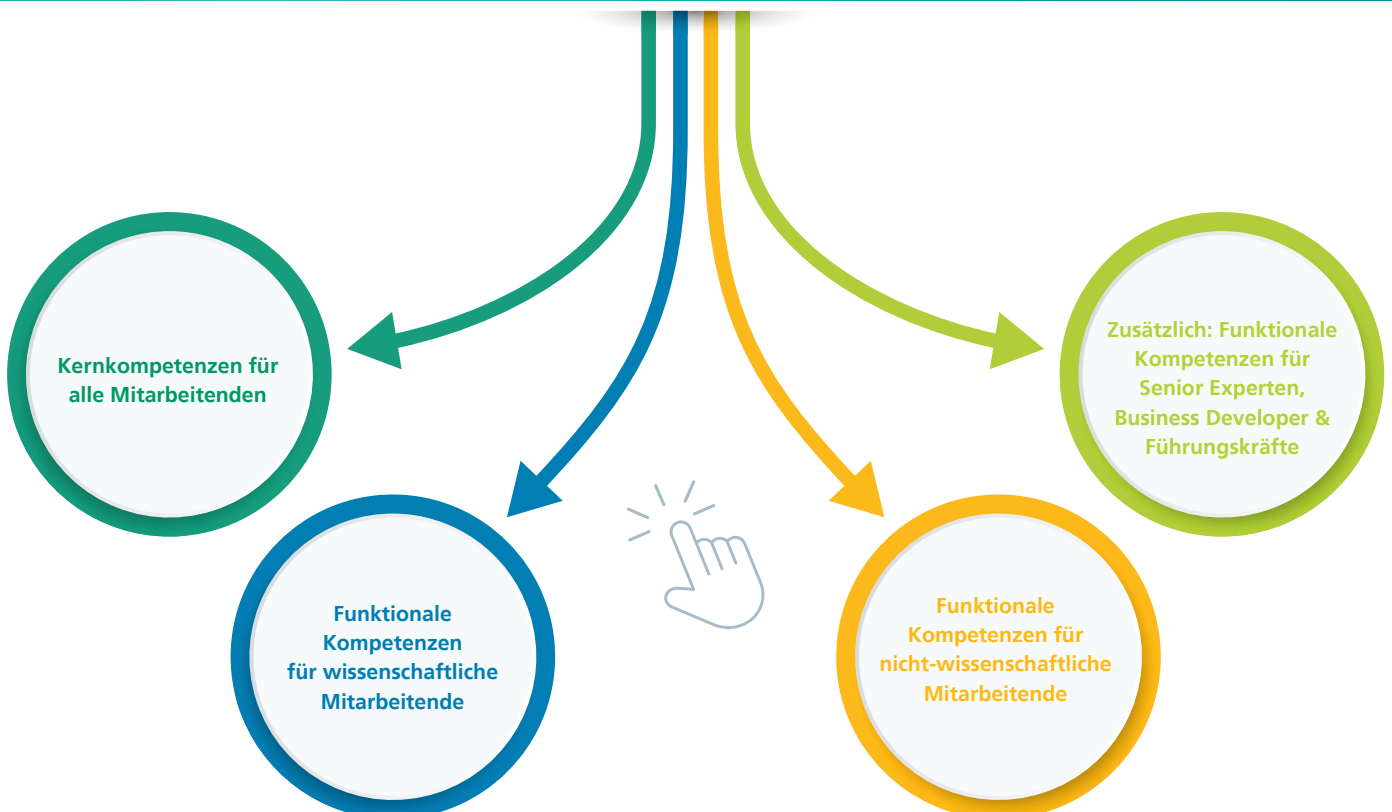 Kernkompetenzen für
alle Mitarbeitenden
Funktionale
Kompetenzen
für wissenschaftliche
Mitarbeitende
Funktionale
Kompetenzen für
nicht-wissenschaftliche
Mitarbeitende
Zusätzlich: Funktionale
Kompetenzen für
Senior Experten,
Business Developer &
Führungskräfte